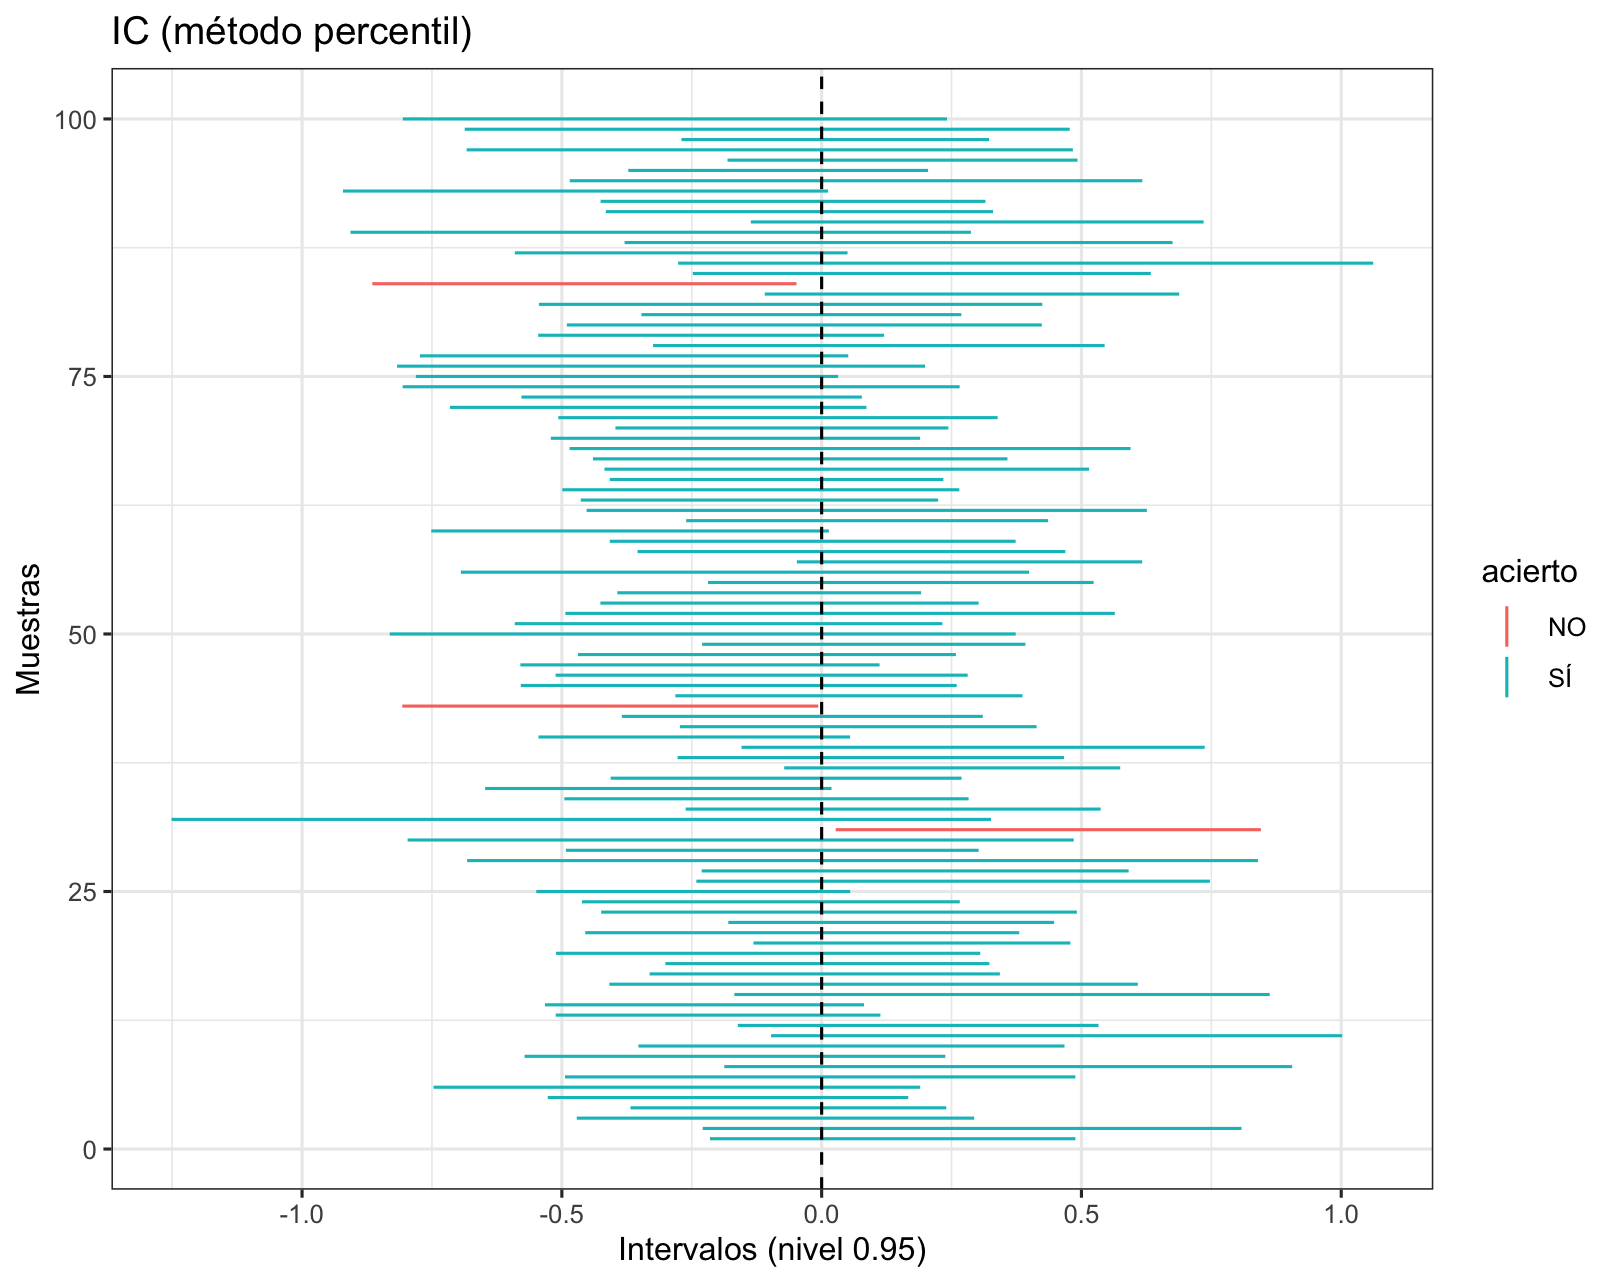 IC (método percentil)
100
75
50
25
0
Muestras
-1.0 -0.5 0.0 0.5 1.0
Intervalos (nivel 0.95)
acierto
NO
SÍ